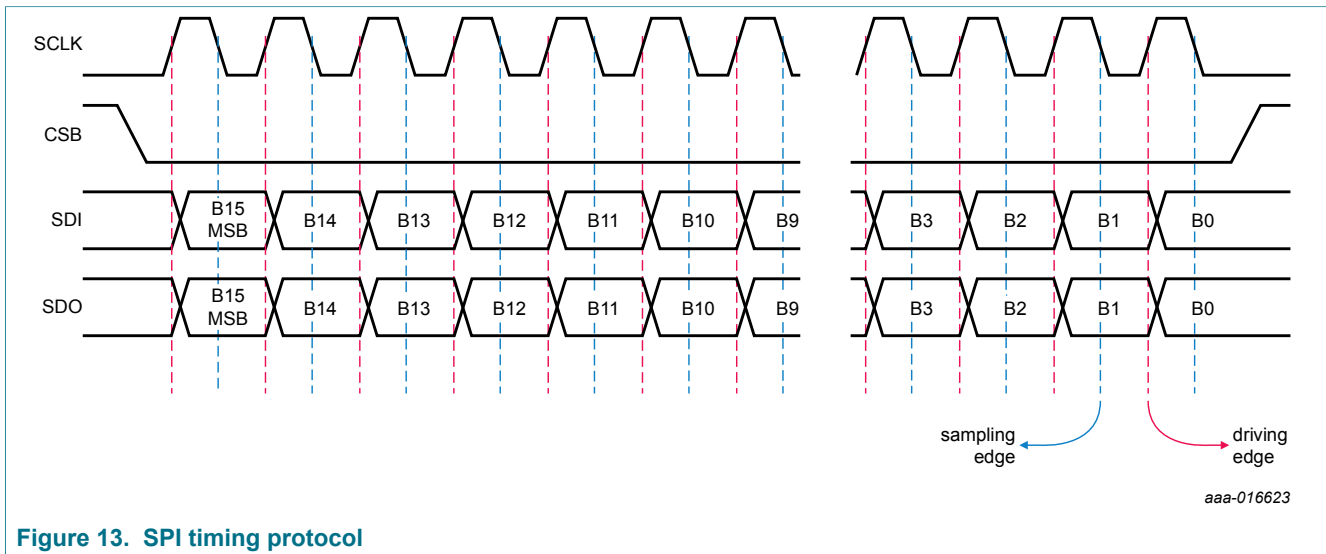 SCLK
CSB
SDI
B15
MSB
B14
B13
B12
B11
B10
B9
B3
B2
B1
B0
SDO
B15
MSB
B14
B13
B12
B11
B10
B9
B3
B2
B1
B0
sampling
edge
driving
edge
aaa-016623
Figure 13. SPI timing protocol